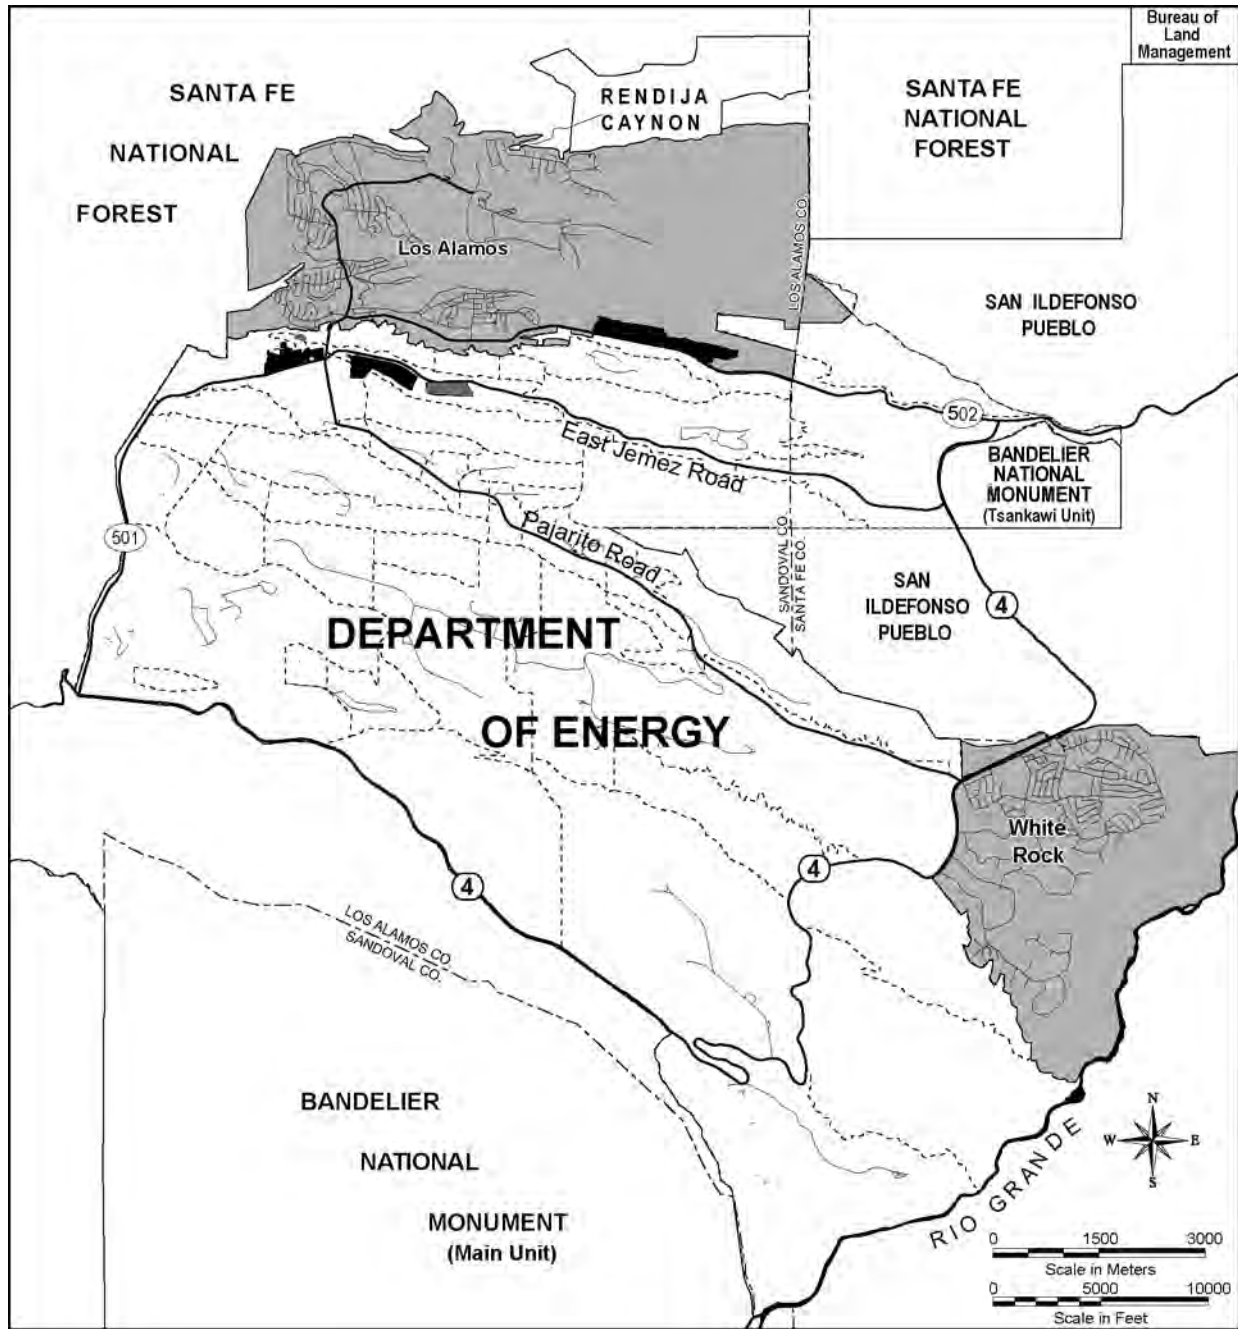 Bureau of
Land
Management
SANTA FE
NATIONAL
FOREST
RENDIJA
CAYNON
SANTA FE
NATIONAL
FOREST
Los Alamos
LOS ALAMOS CO.
SAN ILDEFONSO
PUEBLO
502
East Jemez Road
BANDELIER
NATIONAL
MONUMENT
(Tsankawi Unit)
501
Pajarito Road
SANDOVAL CO.
SANTA FE CO.
SAN
ILDEFONSO
PUEBLO
4
DEPARTMENT
OF ENERGY
White
Rock
4
4
LOS ALAMOS CO.
SANDOVAL CO.
BANDELIER
NATIONAL
MONUMENT
(Main Unit)
RIO GRANDE
N
W
E
S
0 1500 3000
Scale in Meters
0 5000 10000
Scale in Feet